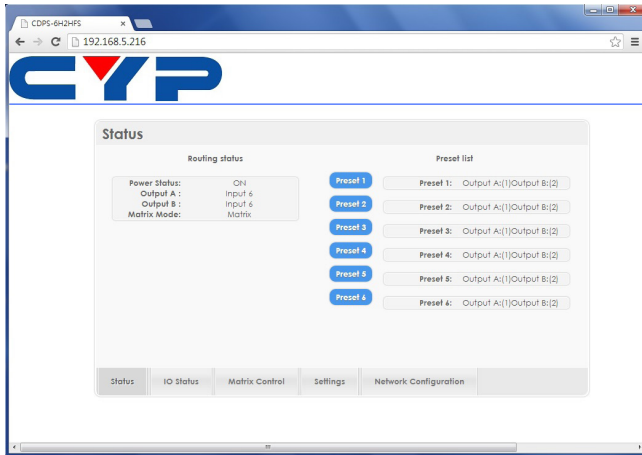 CDPS-6H2HFS
192.168.5.216
CYP
Status
Routing status
Power Status: ON
Output A : Input 6
Output B : Input 6
Matrix Mode: Matrix
Preset list
Preset 1 Preset 1: Output A:(1)Output B:(2)
Preset 2 Preset 2: Output A:(1)Output B:(2)
Preset 3 Preset 3: Output A:(1)Output B:(2)
Preset 4 Preset 4: Output A:(1)Output B:(2)
Preset 5 Preset 5: Output A:(1)Output B:(2)
Preset 6 Preset 6: Output A:(1)Output B:(2)
Status IO Status Matrix Control Settings Network Configuration